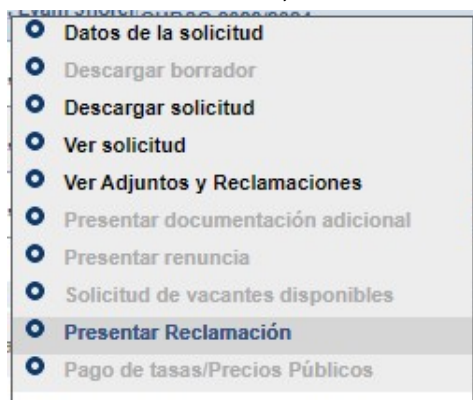 Datos de la solicitud
Descargar borrador
Descargar solicitud
Ver solicitud
Ver Adjuntos y Reclamaciones
Presentar documentación adicional
Presentar renuncia
Solicitud de vacantes disponibles
Presentar Reclamación
Pago de tasas/Precios Públicos